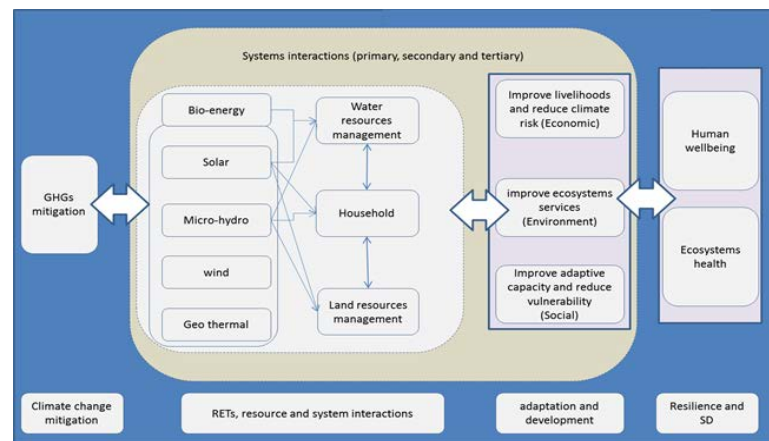 Systems interactions (primary, secondary and tertiary)
Bio-energy
Solar
Micro-hydro
wind
Geo thermal
Water
resources
management
Household
Land resources
management
GHGs
mitigation
Improve livelihoods
and reduce climate
risk (Economic)
improve ecosystems
services
(Environment)
Improve adaptive
capacity and reduce
vulnerability
(Social)
Human
wellbeing
Ecosystems
health
Climate change
mitigation
RETs, resource and system interactions
adaptation and
development
Resilience and
SD